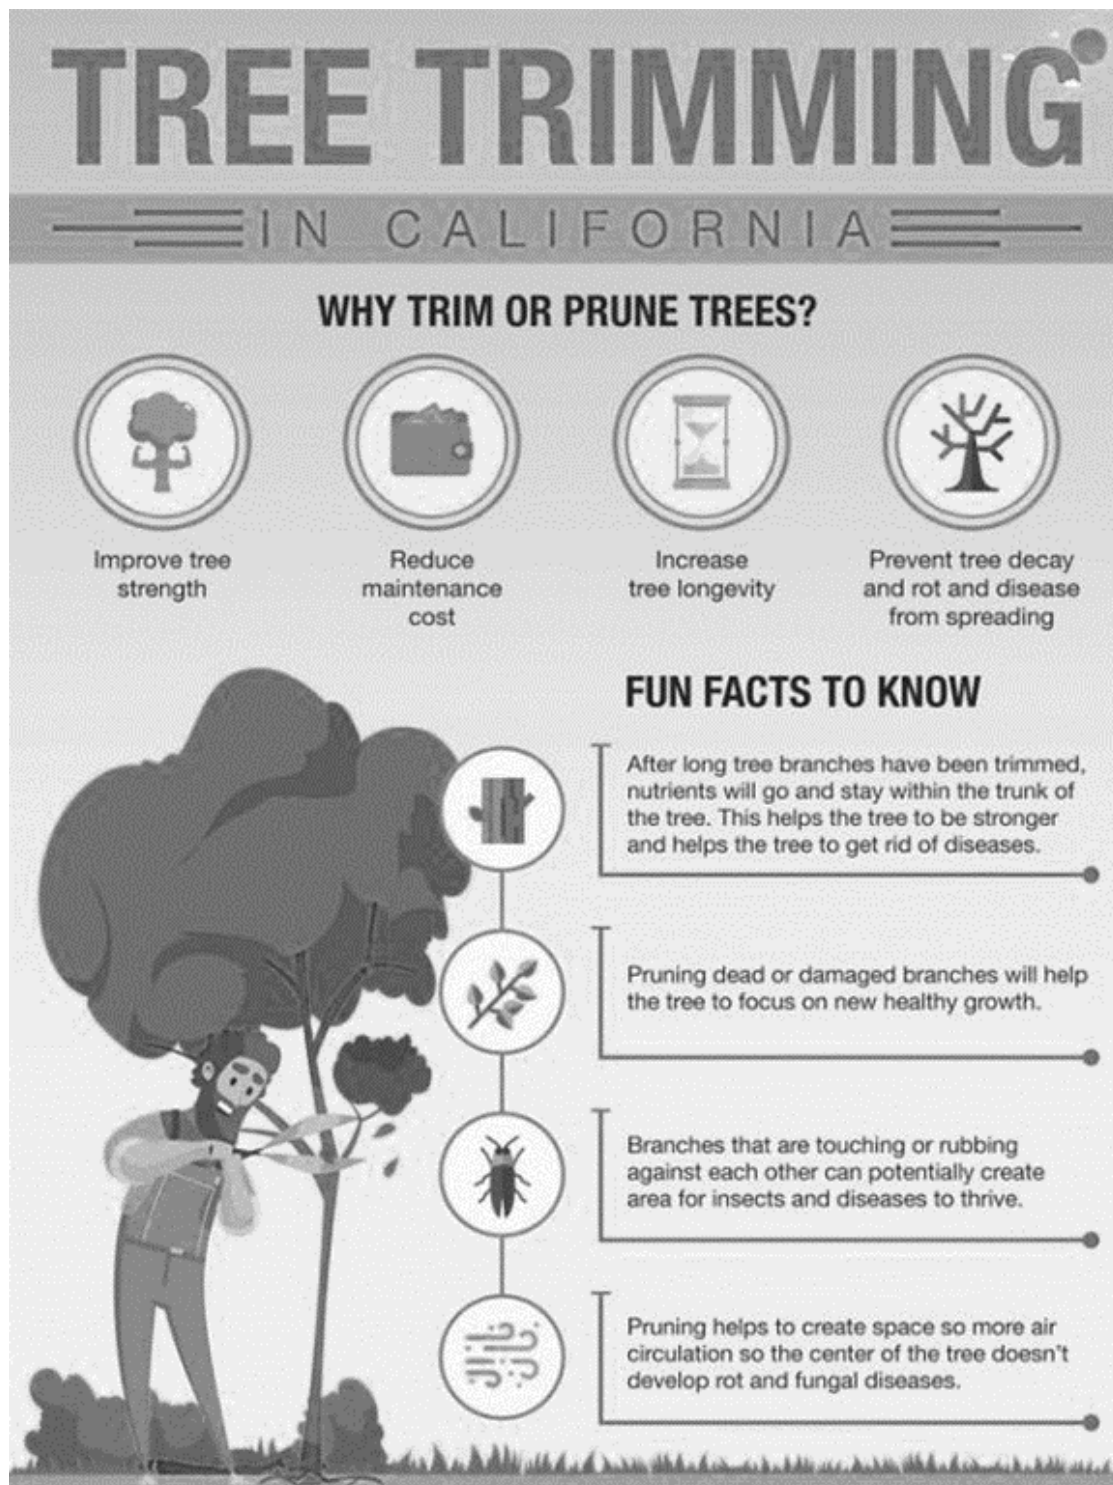 TREE TRIMMING
IN CALIFORNIA
WHY TRIM OR PRUNE TREES?
Improve tree
strength
Reduce
maintenance
cost
Increase
tree longevity
Prevent tree decay
and rot and disease
from spreading
FUN FACTS TO KNOW
After long tree branches have been trimmed,
nutrients will go and stay within the trunk of
the tree. This helps the tree to be stronger
and helps the tree to get rid of diseases.
Pruning dead or damaged branches will help
the tree to focus on new healthy growth.
Branches that are touching or rubbing
against each other can potentially create
area for insects and diseases to thrive.
Pruning helps to create space so more air
circulation so the center of the tree doesn't
develop rot and fungal diseases.